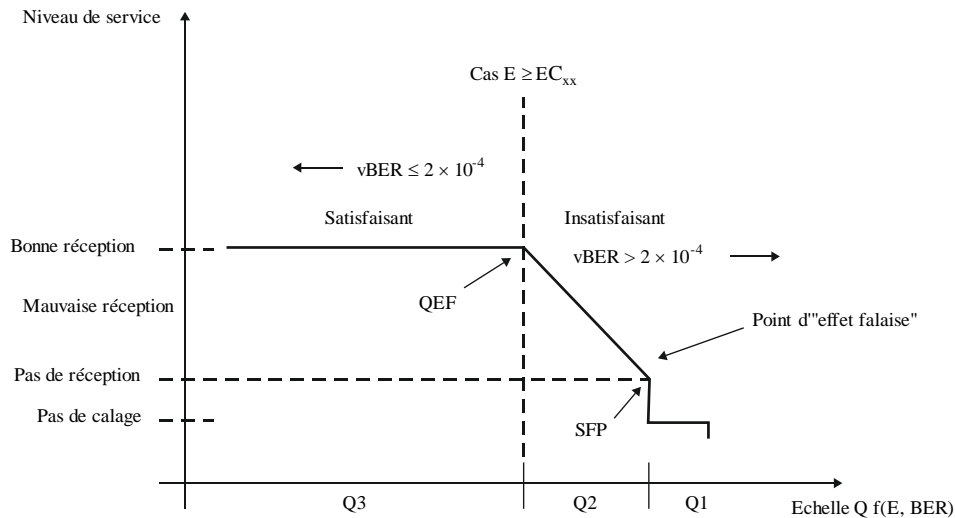 Niveau de service
Cas E ≥ EC_xx
vBER ≤ 2 × 10^-4
Satisfaisant
Insatisfaisant
Bonne réception
vBER > 2 × 10^-4
QEF
Mauvaise réception
Point d'"effet falaise"
Pas de réception
Pas de calage
SFP
Q3
Q2
Q1
Echelle Q f(E, BER)